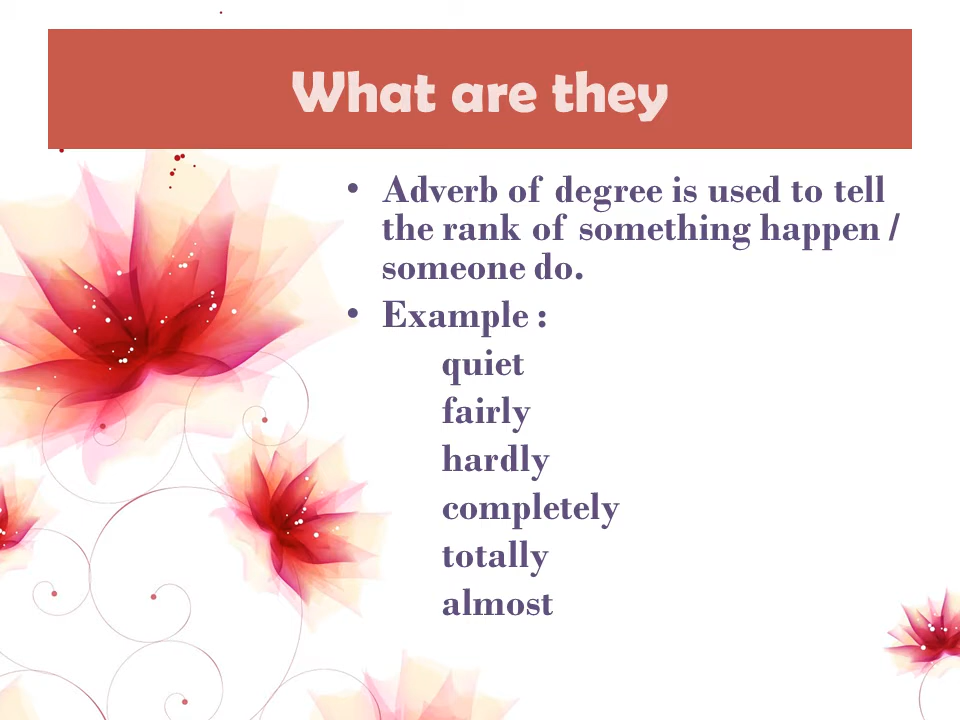 What are they
• Adverb of degree is used to tell
the rank of something happen /
someone do.
• Example :
quiet
fairly
hardly
completely
totally
almost